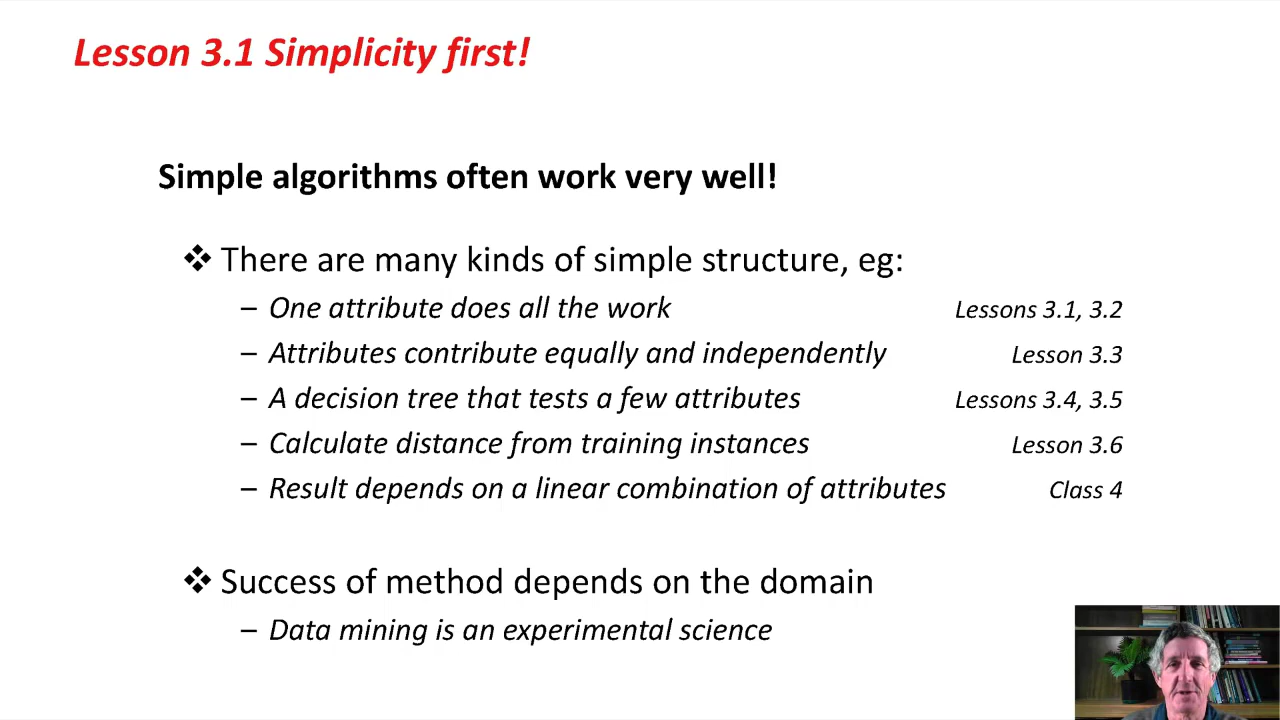 Lesson 3.1 Simplicity first!
Simple algorithms often work very well!
❖ There are many kinds of simple structure, eg:
– One attribute does all the work Lessons 3.1, 3.2
– Attributes contribute equally and independently Lesson 3.3
– A decision tree that tests a few attributes Lessons 3.4, 3.5
– Calculate distance from training instances Lesson 3.6
– Result depends on a linear combination of attributes Class 4
❖ Success of method depends on the domain
– Data mining is an experimental science